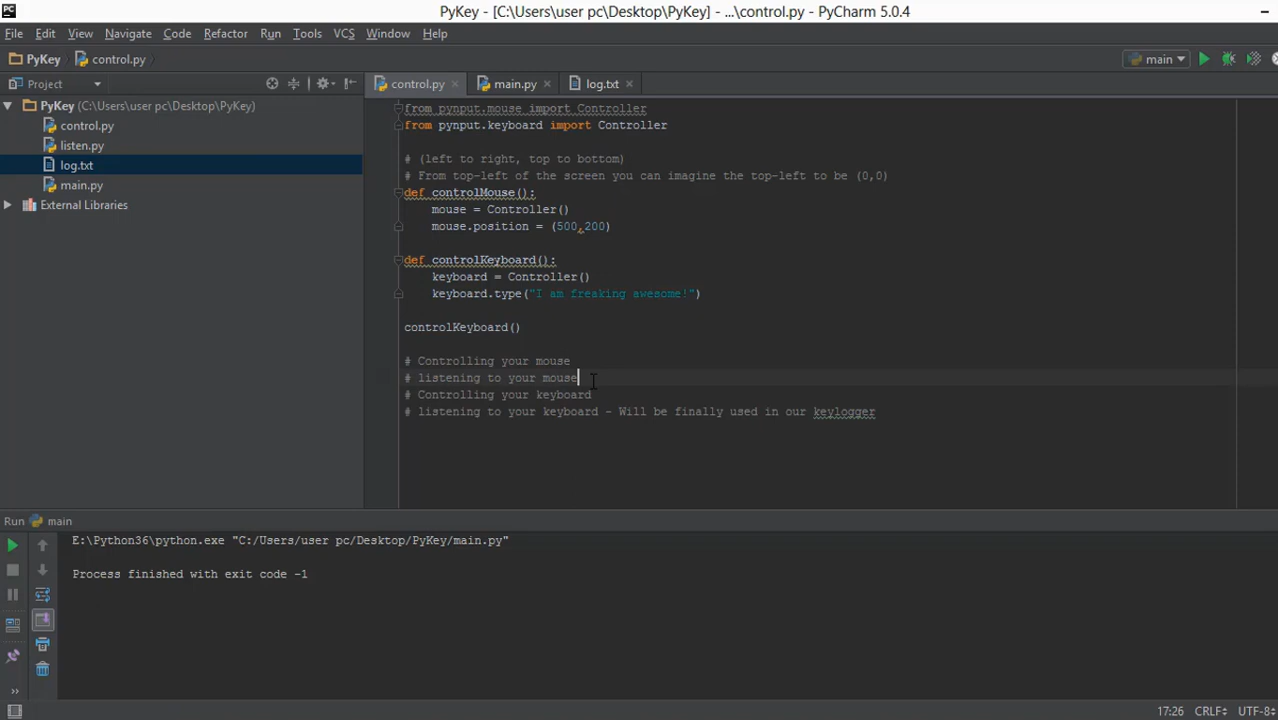 PyKey - [C:\Users\user pc\Desktop\PyKey] - ...\control.py - PyCharm 5.0.4
File Edit View Navigate Code Refactor Run Tools VCS Window Help
PyKey control.py
main
Project
control.py main.py log.txt
PyKey (C:\Users\user pc\Desktop\PyKey)
control.py
listen.py
log.txt
main.py
External Libraries
from pynput.mouse import Controller
from pynput.keyboard import Controller
# (left to right, top to bottom)
# From top-left of the screen you can imagine the top-left to be (0,0)
def controlMouse():
mouse = Controller()
mouse.position = (500,200)
def controlKeyboard():
keyboard = Controller()
keyboard.type("I am freaking awesome!")
controlKeyboard()
# Controlling your mouse
# listening to your mouse
# Controlling your keyboard
# listening to your keyboard - Will be finally used in our keylogger
Run main
E:\Python36\python.exe "C:/Users/user pc/Desktop/PyKey/main.py"
Process finished with exit code -1
17:26 CRLF UTF-8